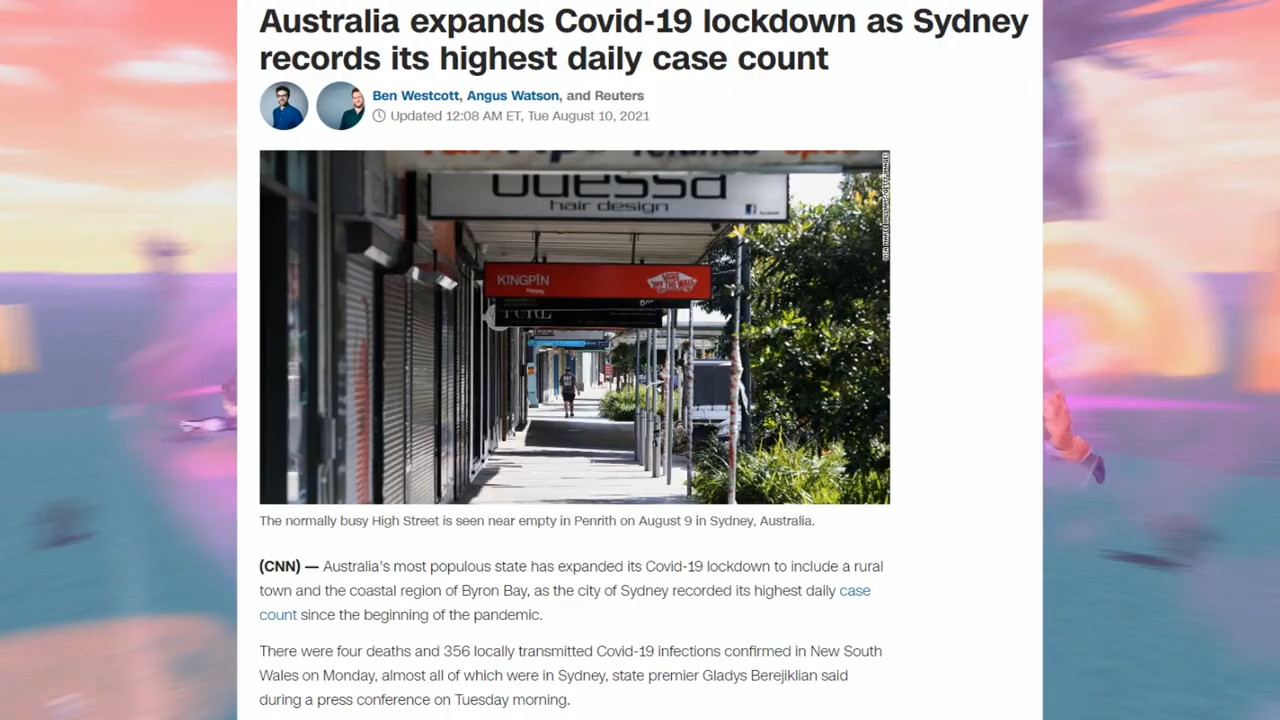 Australia expands Covid-19 lockdown as Sydney
records its highest daily case count
Ben Westcott, Angus Watson, and Reuters
Updated 12:08 AM ET, Tue August 10, 2021
odessa
hair design
KINGPIN
VANS
"OFF THE WALL"
The normally busy High Street is seen near empty in Penrith on August 9 in Sydney, Australia.
(CNN) — Australia's most populous state has expanded its Covid-19 lockdown to include a rural
town and the coastal region of Byron Bay, as the city of Sydney recorded its highest daily case
count since the beginning of the pandemic.
There were four deaths and 356 locally transmitted Covid-19 infections confirmed in New South
Wales on Monday, almost all of which were in Sydney, state premier Gladys Berejiklian said
during a press conference on Tuesday morning.